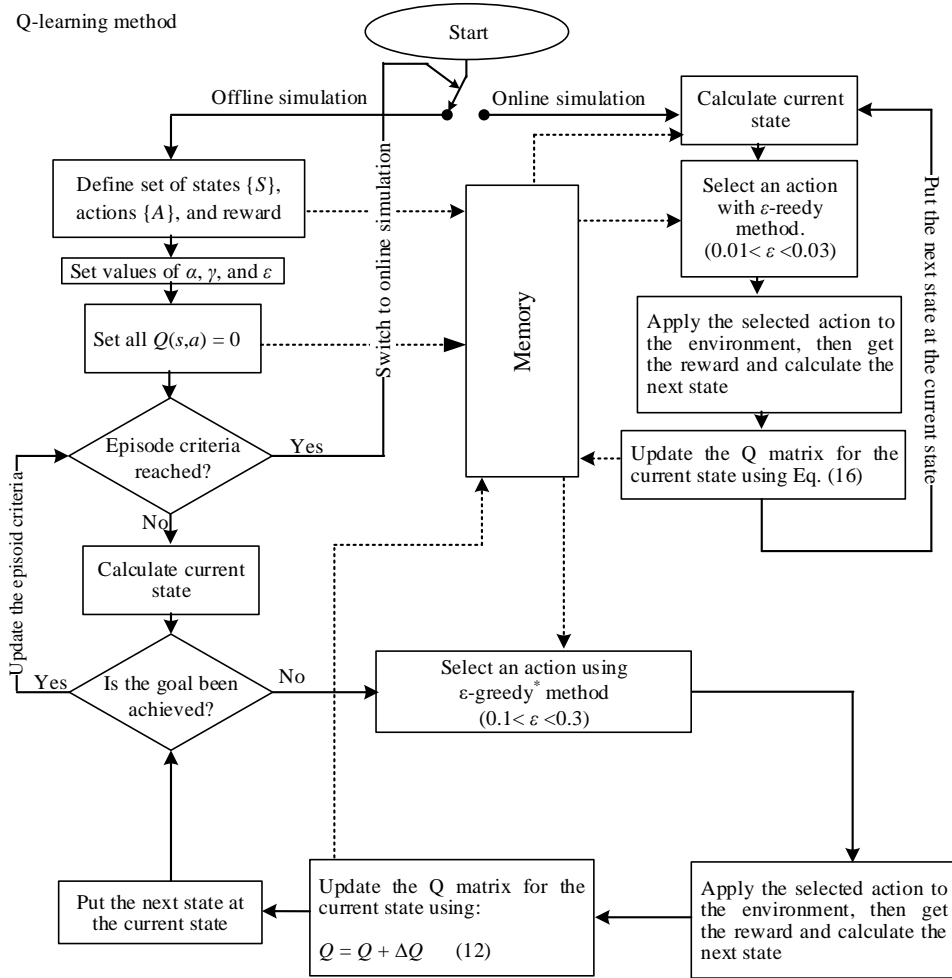 Q-learning method
Start
Offline simulation
Online simulation
Calculate current
state
Define set of states {S},
actions {A}, and reward
Select an action
with ε-reedy
method.
(0.01< ε <0.03)
Set values of α, γ, and ε
Set all Q(s,a) = 0
Switch to online simulation
Memory
Put the next state at the current state
Apply the selected action to
the environment, then get
the reward and calculate the
next state
Episode criteria
reached?
Yes
No
Update the Q matrix for the
current state using Eq. (16)
Update the episoid criteria
Calculate current
state
Is the goal been
achieved?
Yes
No
Select an action using
ε-greedy* method
(0.1< ε <0.3)
Put the next state at
the current state
Update the Q matrix for the
current state using:
Q = Q + ΔQ (12)
Apply the selected action to
the environment, then get
the reward and calculate the
next state